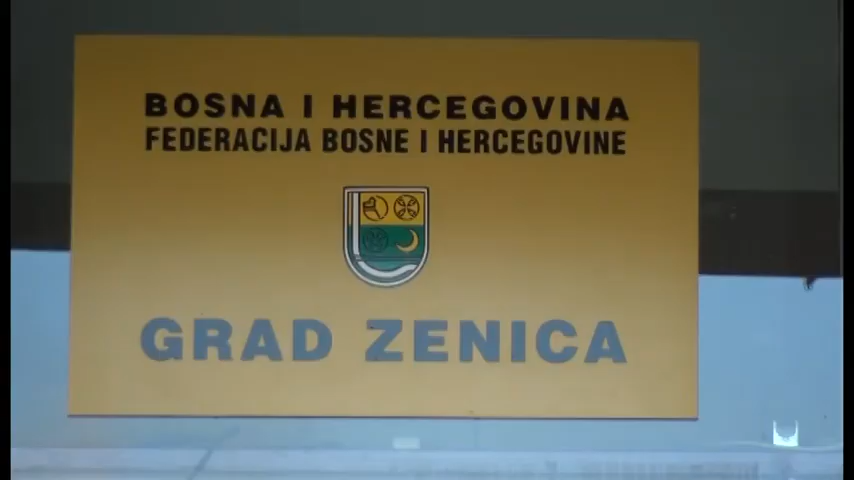 BOSNA I HERCEGOVINA
FEDERACIJA BOSNE I HERCEGOVINE
GRAD ZENICA